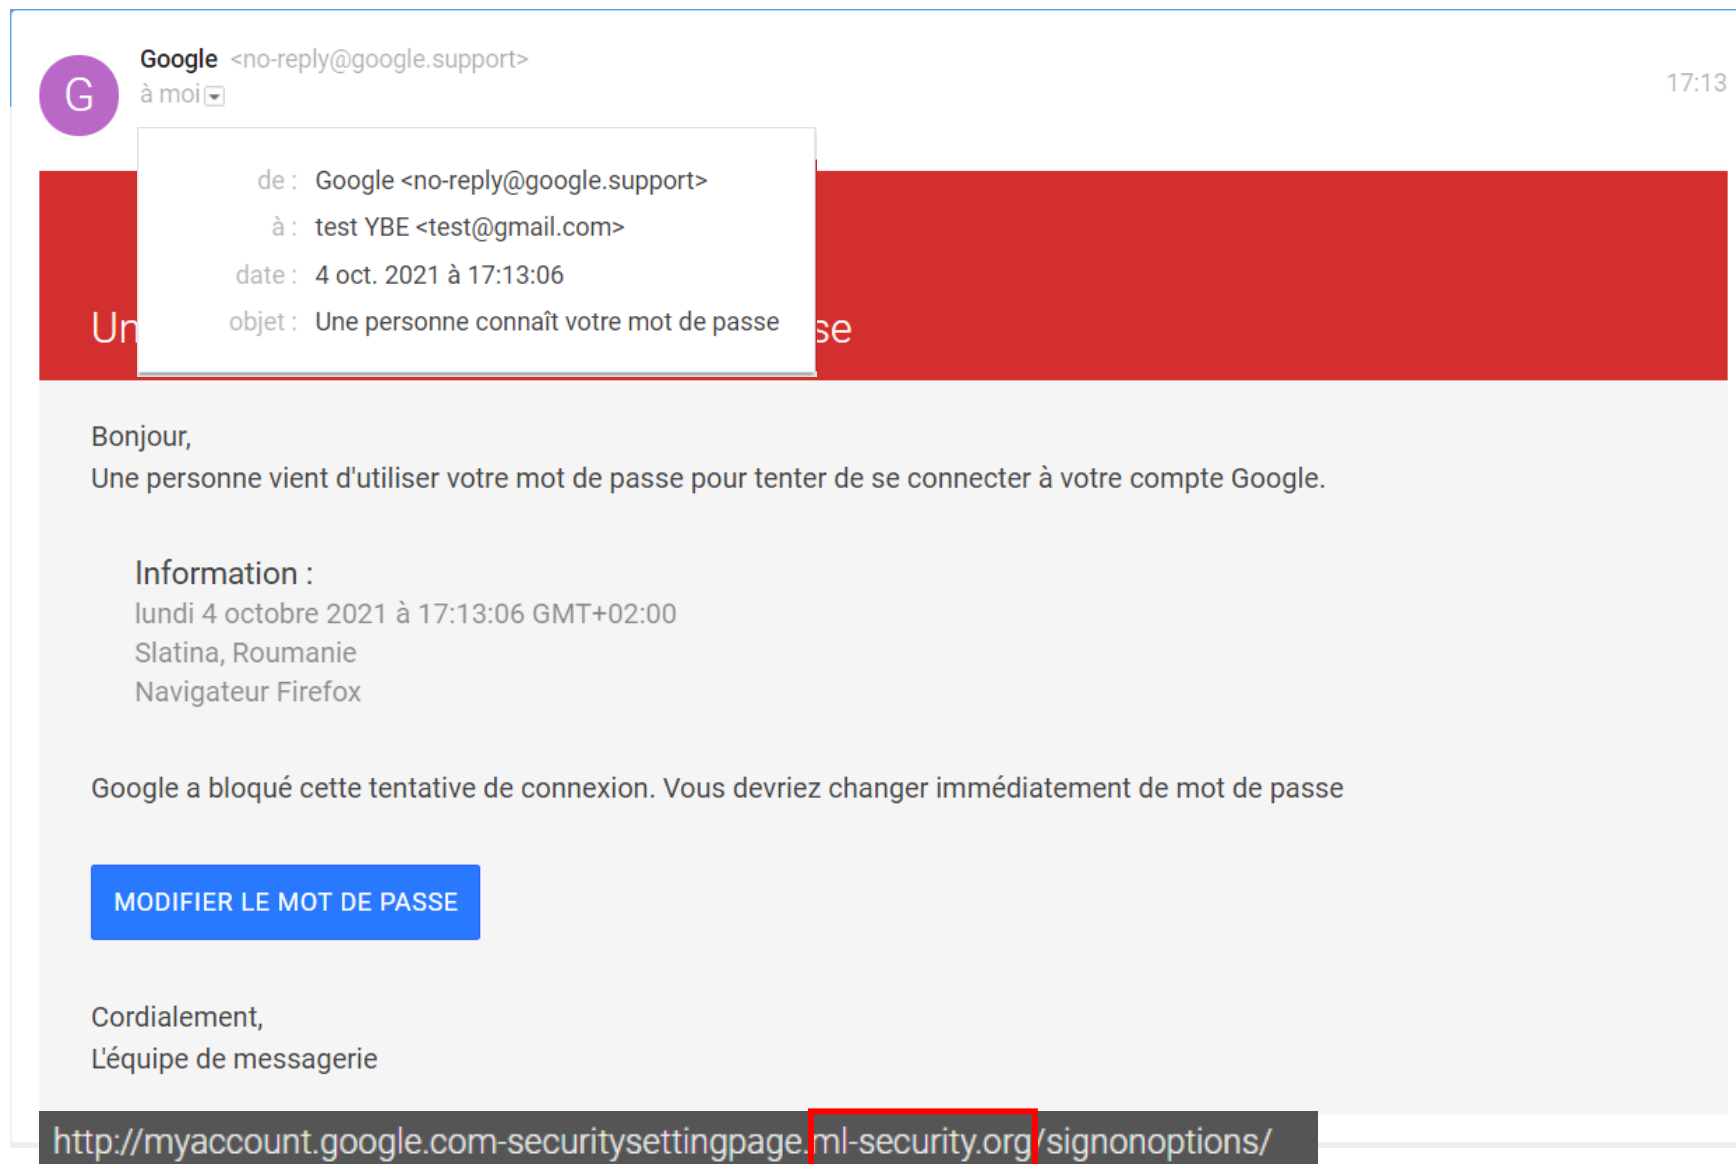 Google <no-reply@google.support>
G
à moi
17:13
de : Google <no-reply@google.support>
à : test YBE <test@gmail.com>
date : 4 oct. 2021 à 17:13:06
objet : Une personne connaît votre mot de passe
Un se
Bonjour,
Une personne vient d'utiliser votre mot de passe pour tenter de se connecter à votre compte Google.
Information :
lundi 4 octobre 2021 à 17:13:06 GMT+02:00
Slatina, Roumanie
Navigateur Firefox
Google a bloqué cette tentative de connexion. Vous devriez changer immédiatement de mot de passe
MODIFIER LE MOT DE PASSE
Cordialement,
L'équipe de messagerie
http://myaccount.google.com-securitysettingpage.ml-security.org/signonoptions/